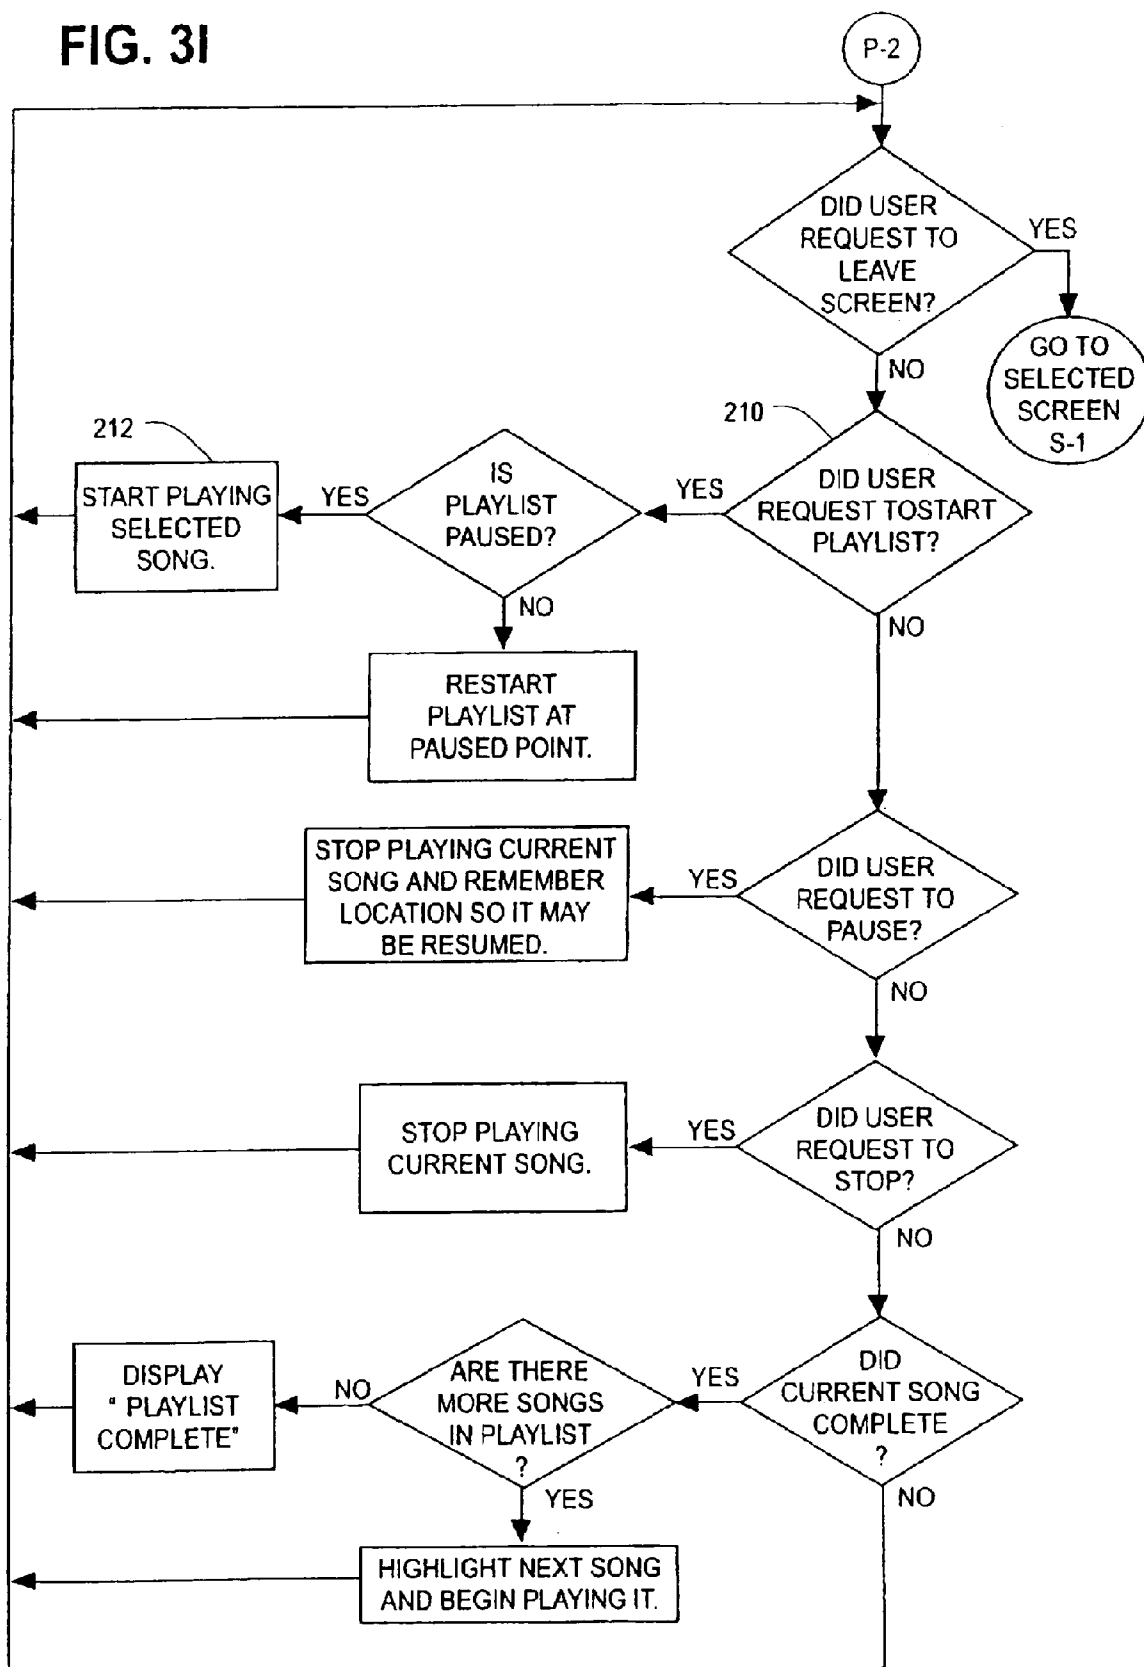 FIG. 3I
P-2
DID USER
REQUEST TO
LEAVE
SCREEN?
YES
GO TO
SELECTED
SCREEN
S-1
NO
210
DID USER
REQUEST TOSTART
PLAYLIST?
YES
IS
PLAYLIST
PAUSED?
YES
212
START PLAYING
SELECTED
SONG.
NO
RESTART
PLAYLIST AT
PAUSED POINT.
NO
DID USER
REQUEST TO
PAUSE?
YES
STOP PLAYING CURRENT
SONG AND REMEMBER
LOCATION SO IT MAY
BE RESUMED.
NO
DID USER
REQUEST TO
STOP?
YES
STOP PLAYING
CURRENT SONG.
NO
DID
CURRENT SONG
COMPLETE
?
YES
ARE THERE
MORE SONGS
IN PLAYLIST
?
NO
DISPLAY
" PLAYLIST
COMPLETE"
YES
HIGHLIGHT NEXT SONG
AND BEGIN PLAYING IT.
NO